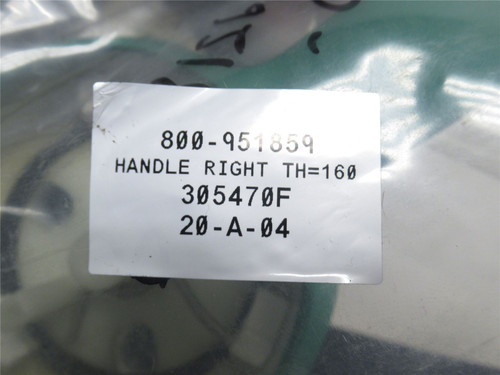 800-951859
HANDLE RIGHT TH=160
305470F
20-A-04